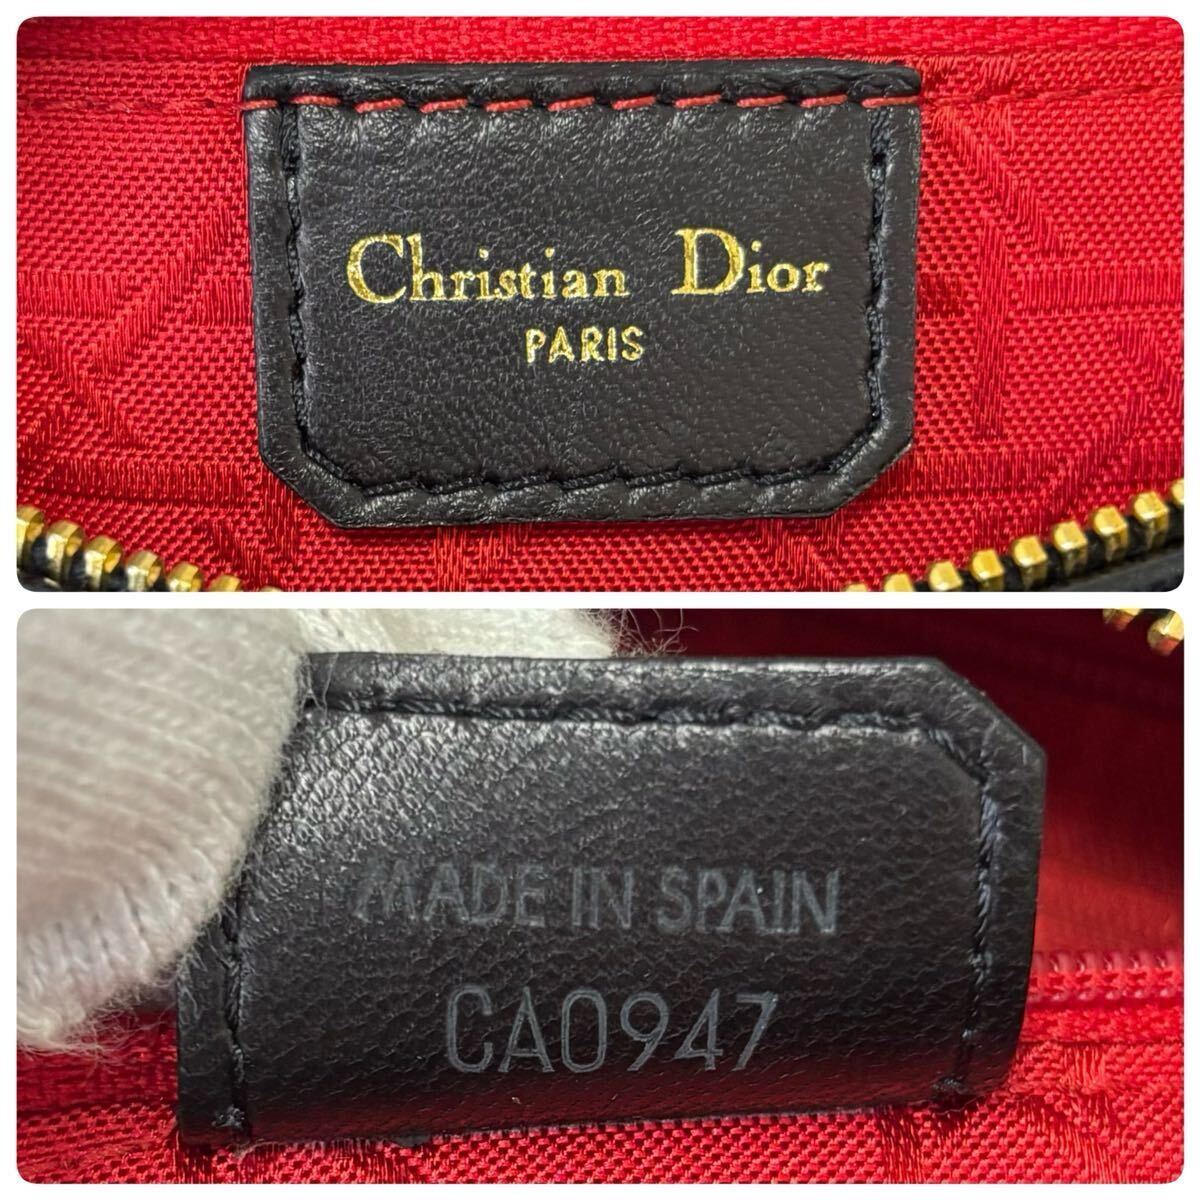 Christian Dior
PARIS
MADE IN SPAIN
CA0947